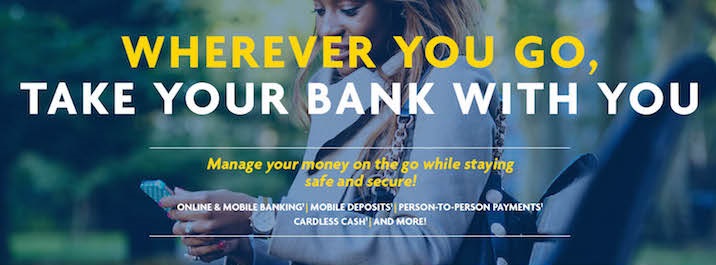 WHEREVER YOU GO,
TAKE YOUR BANK WITH YOU
Manage your money on the go while staying
safe and secure!
ONLINE & MOBILE BANKING¹ | MOBILE DEPOSITS¹ | PERSON-TO-PERSON PAYMENTS¹
CARDLESS CASH¹ | AND MORE!